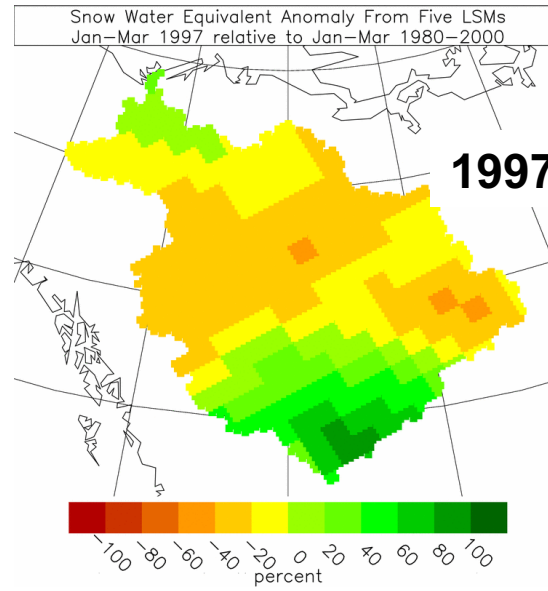 Snow Water Equivalent Anomaly From Five LSMs
Jan-Mar 1997 relative to Jan-Mar 1980-2000
1997
-100 -80 -60 -40 -20 0 20 40 60 80 100
percent